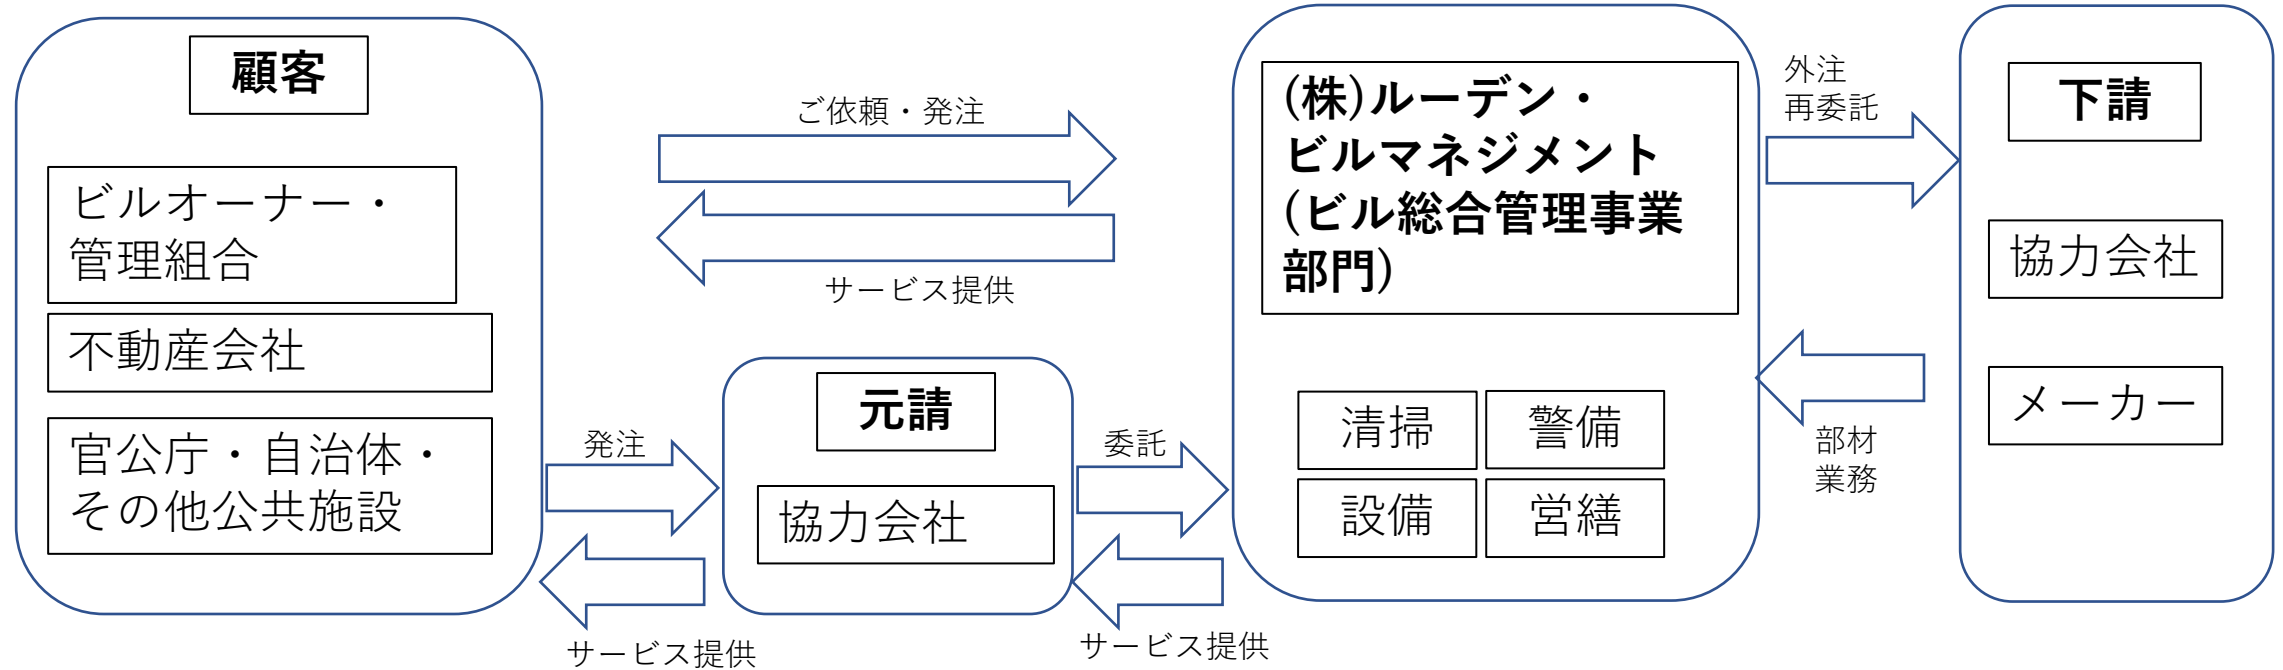 顧客
ビルオーナー・
管理組合
不動産会社
官公庁・自治体・
その他公共施設
ご依頼・発注
サービス提供
発注
サービス提供
元請
協力会社
委託
サービス提供
(株)ルーデン・
ビルマネジメント
(ビル総合管理事業
部門)
清掃
警備
設備
営繕
外注
再委託
部材
業務
下請
協力会社
メーカー